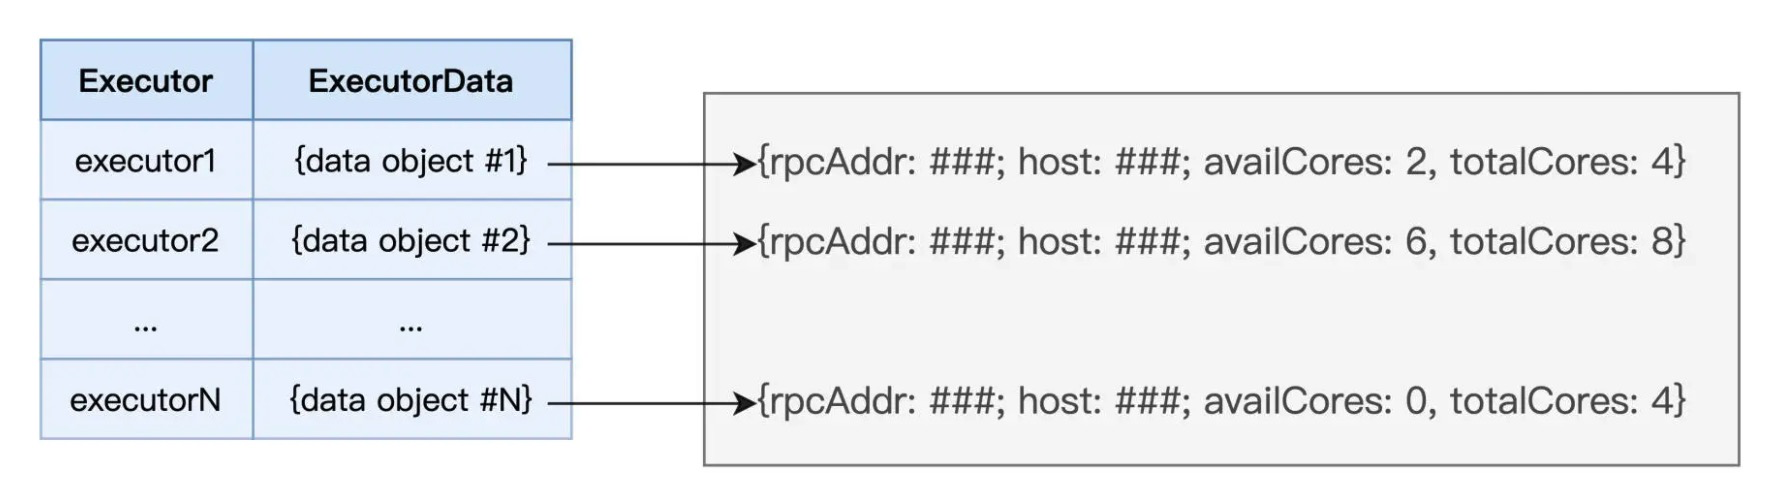 Executor ExecutorData
executor1 {data object #1} {rpcAddr: ###; host: ###; availCores: 2, totalCores: 4}
executor2 {data object #2} {rpcAddr: ###; host: ###; availCores: 6, totalCores: 8}
... ...
executorN {data object #N} {rpcAddr: ###; host: ###; availCores: 0, totalCores: 4}